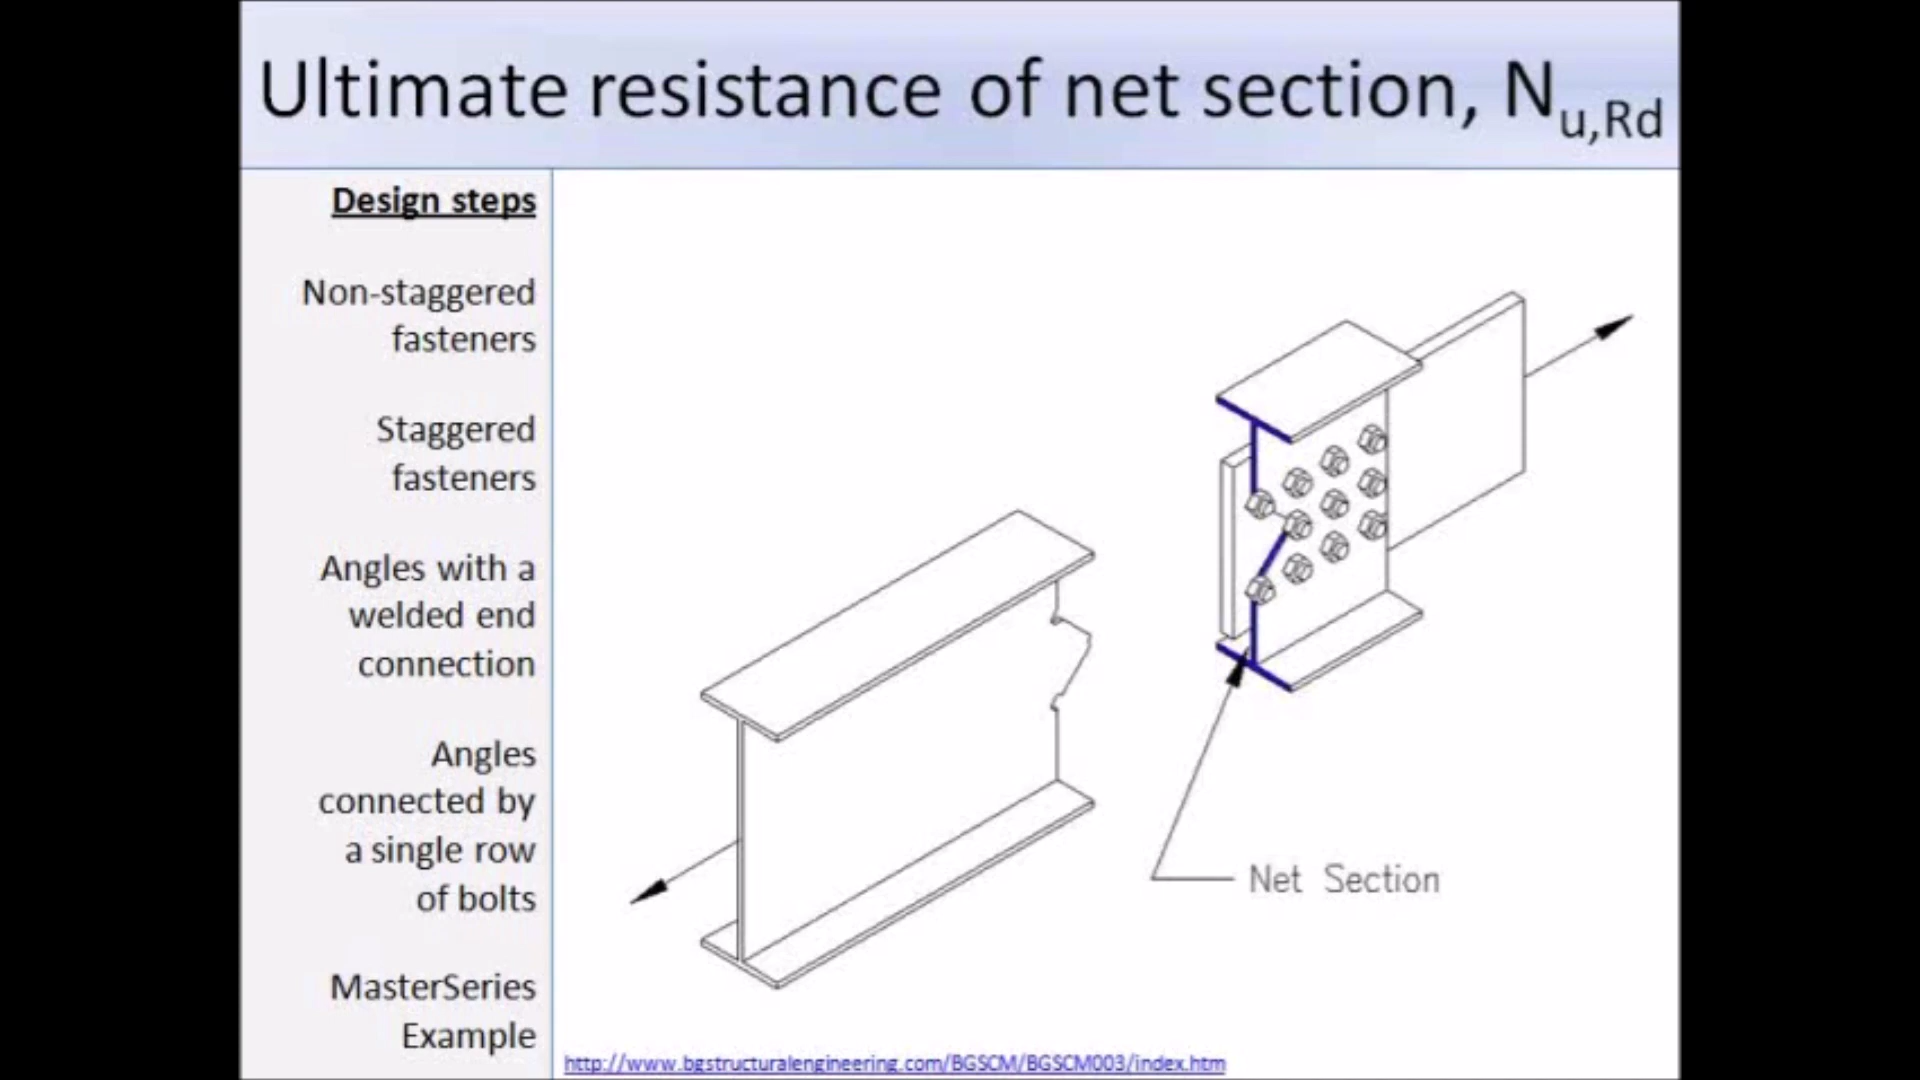 Ultimate resistance of net section, Nu,Rd
Design steps
Non-staggered
fasteners
Staggered
fasteners
Angles with a
welded end
connection
Angles
connected by
a single row
of bolts
MasterSeries
Example
Net Section
http://www.bgstructuralengineering.com/BGSCM/BGSCM003/index.htm